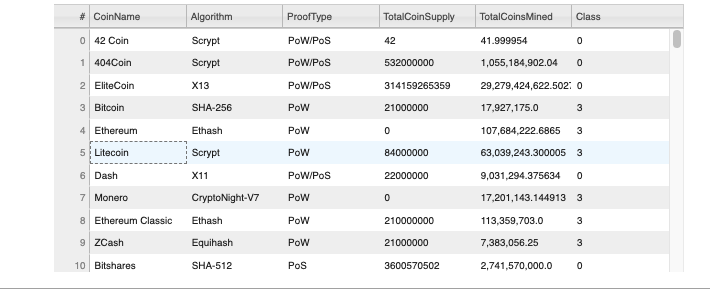 # CoinName Algorithm ProofType TotalCoinSupply TotalCoinsMined Class
0 42 Coin Scrypt PoW/PoS 42 41.999954 0
1 404Coin Scrypt PoW/PoS 532000000 1,055,184,902.04 0
2 EliteCoin X13 PoW/PoS 314159265359 29,279,424,622.502 0
3 Bitcoin SHA-256 PoW 21000000 17,927,175.0 3
4 Ethereum Ethash PoW 0 107,684,222.6865 3
5 Litecoin Scrypt PoW 84000000 63,039,243.300005 3
6 Dash X11 PoW/PoS 22000000 9,031,294.375634 0
7 Monero CryptoNight-V7 PoW 0 17,201,143.144913 3
8 Ethereum Classic Ethash PoW 210000000 113,359,703.0 3
9 ZCash Equihash PoW 21000000 7,383,056.25 3
10 Bitshares SHA-512 PoS 3600570502 2,741,570,000.0 0